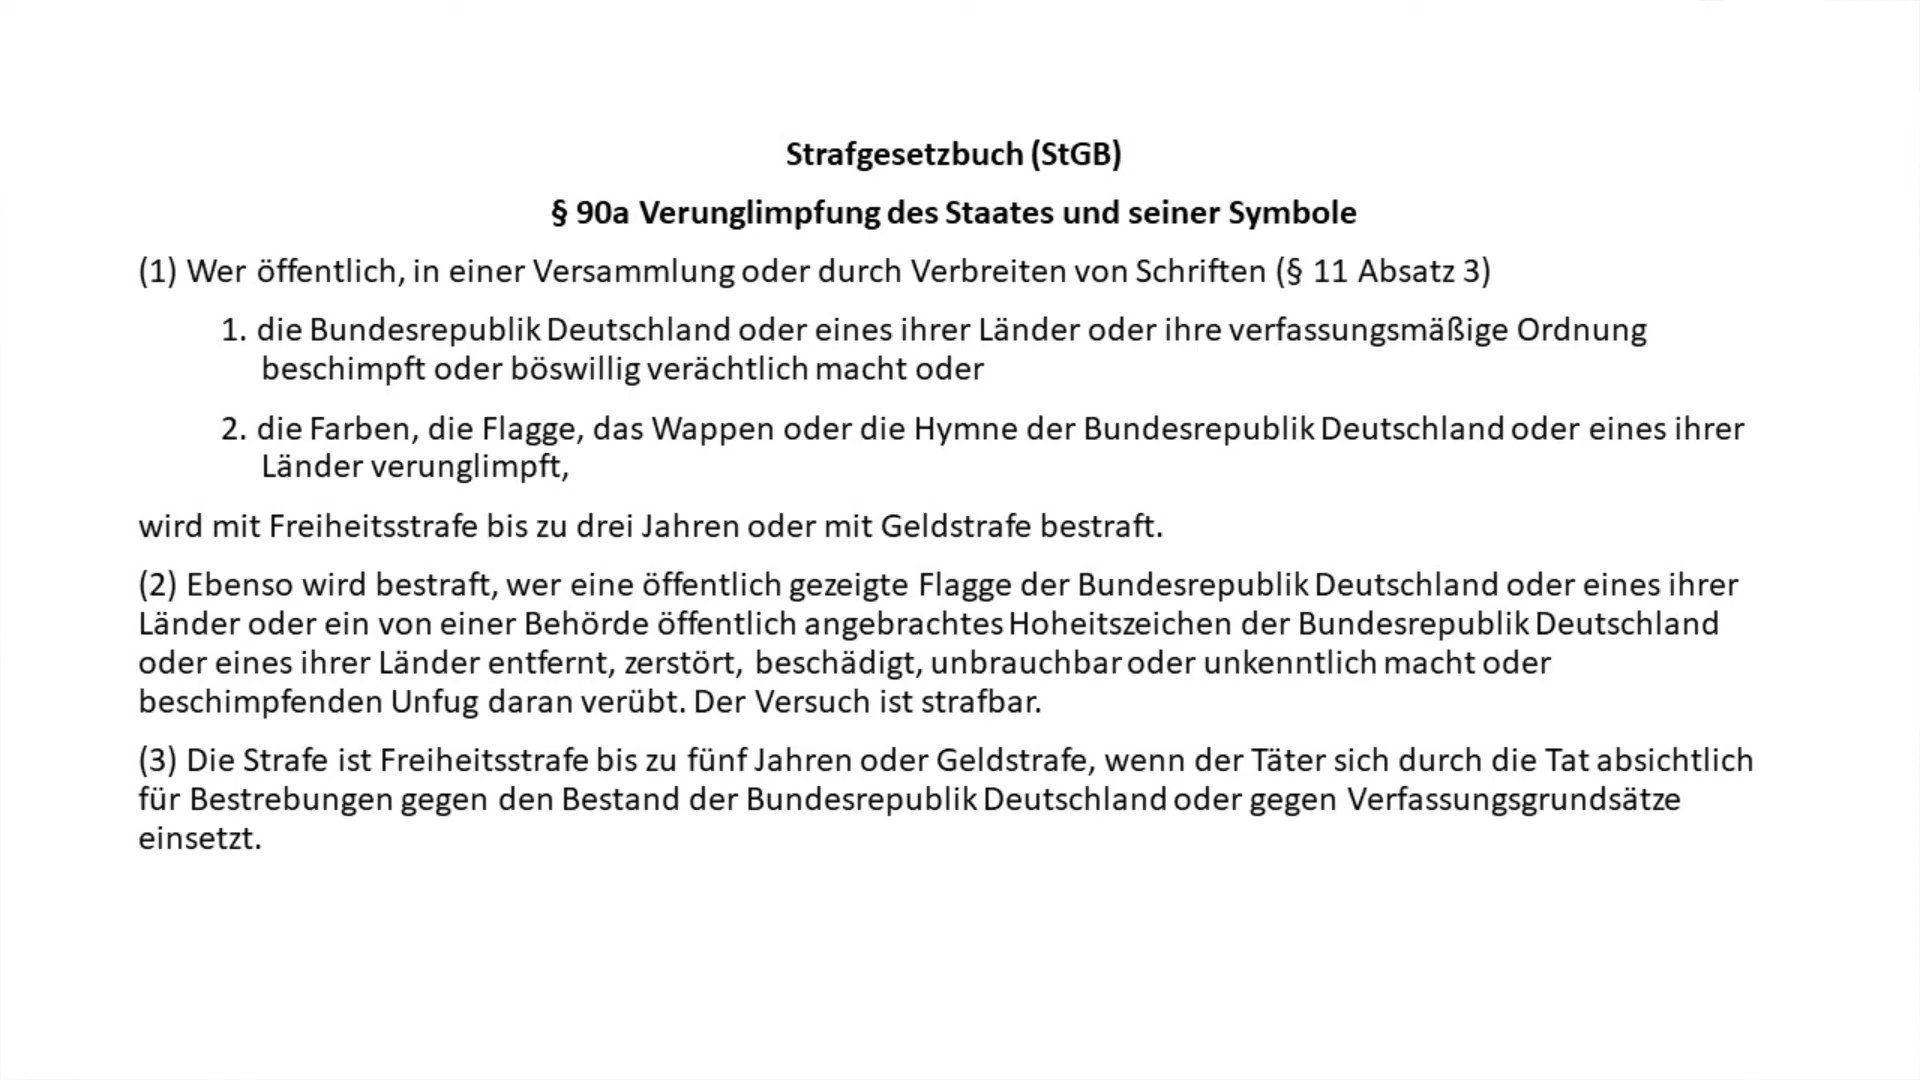 Strafgesetzbuch (StGB)
§ 90a Verunglimpfung des Staates und seiner Symbole
(1) Wer öffentlich, in einer Versammlung oder durch Verbreiten von Schriften (§ 11 Absatz 3)
1. die Bundesrepublik Deutschland oder eines ihrer Länder oder ihre verfassungsmäßige Ordnung
beschimpft oder böswillig verächtlich macht oder
2. die Farben, die Flagge, das Wappen oder die Hymne der Bundesrepublik Deutschland oder eines ihrer
Länder verunglimpft,
wird mit Freiheitsstrafe bis zu drei Jahren oder mit Geldstrafe bestraft.
(2) Ebenso wird bestraft, wer eine öffentlich gezeigte Flagge der Bundesrepublik Deutschland oder eines ihrer
Länder oder ein von einer Behörde öffentlich angebrachtes Hoheitszeichen der Bundesrepublik Deutschland
oder eines ihrer Länder entfernt, zerstört, beschädigt, unbrauchbar oder unkenntlich macht oder
beschimpfenden Unfug daran verübt. Der Versuch ist strafbar.
(3) Die Strafe ist Freiheitsstrafe bis zu fünf Jahren oder Geldstrafe, wenn der Täter sich durch die Tat absichtlich
für Bestrebungen gegen den Bestand der Bundesrepublik Deutschland oder gegen Verfassungsgrundsätze
einsetzt.